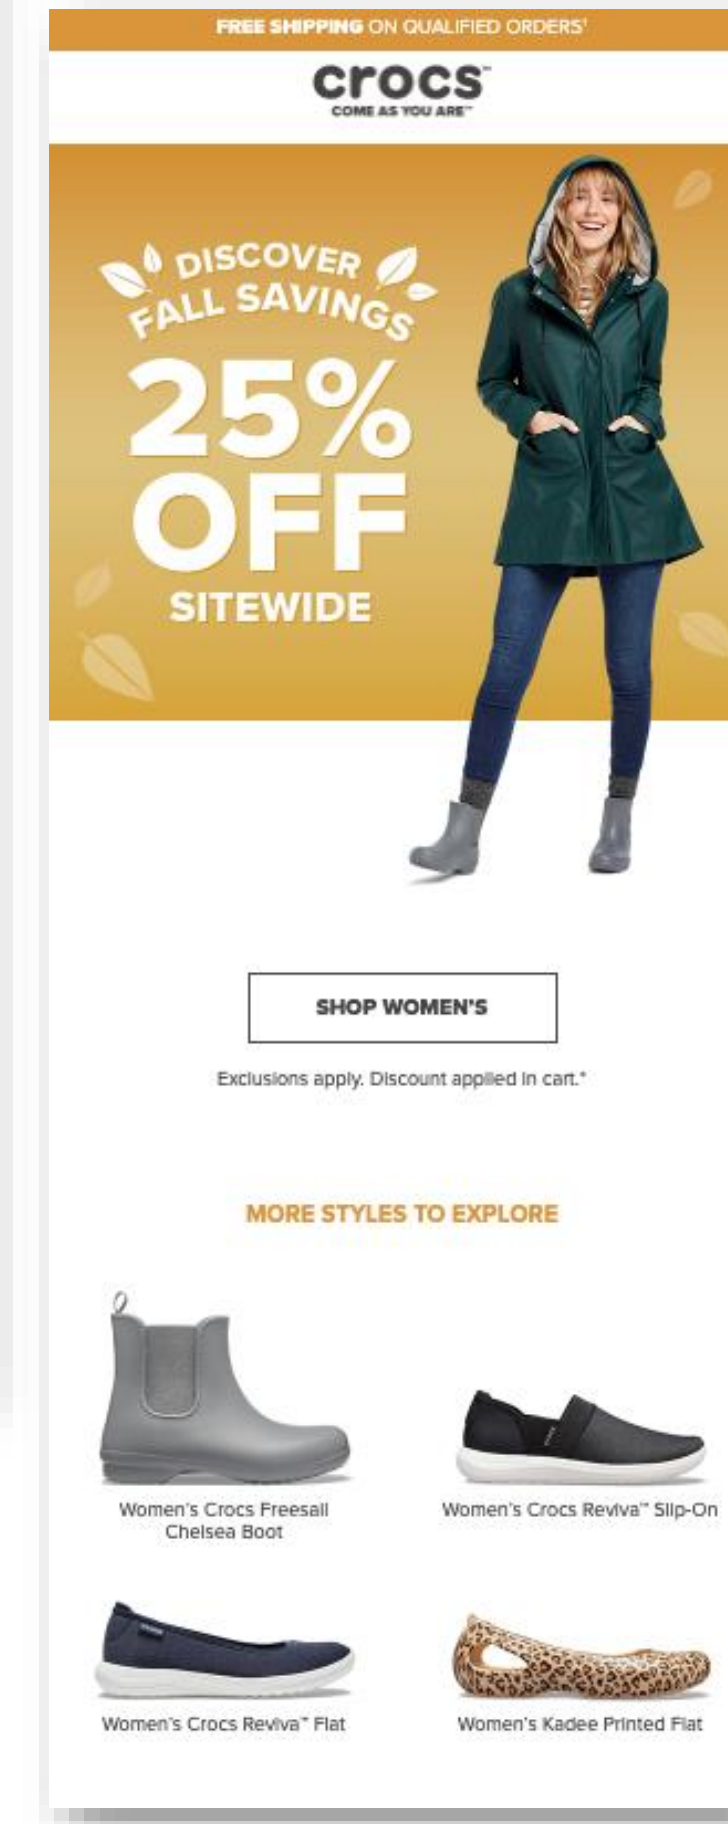 FREE SHIPPING ON QUALIFIED ORDERS†
crocs™
COME AS YOU ARE™
DISCOVER
FALL SAVINGS
25%
OFF
SITEWIDE
SHOP WOMEN'S
Exclusions apply. Discount applied in cart.*
MORE STYLES TO EXPLORE
Women's Crocs Freesail
Chelsea Boot
Women's Crocs Reviva™ Slip-On
Women's Crocs Reviva™ Flat
Women's Kadee Printed Flat